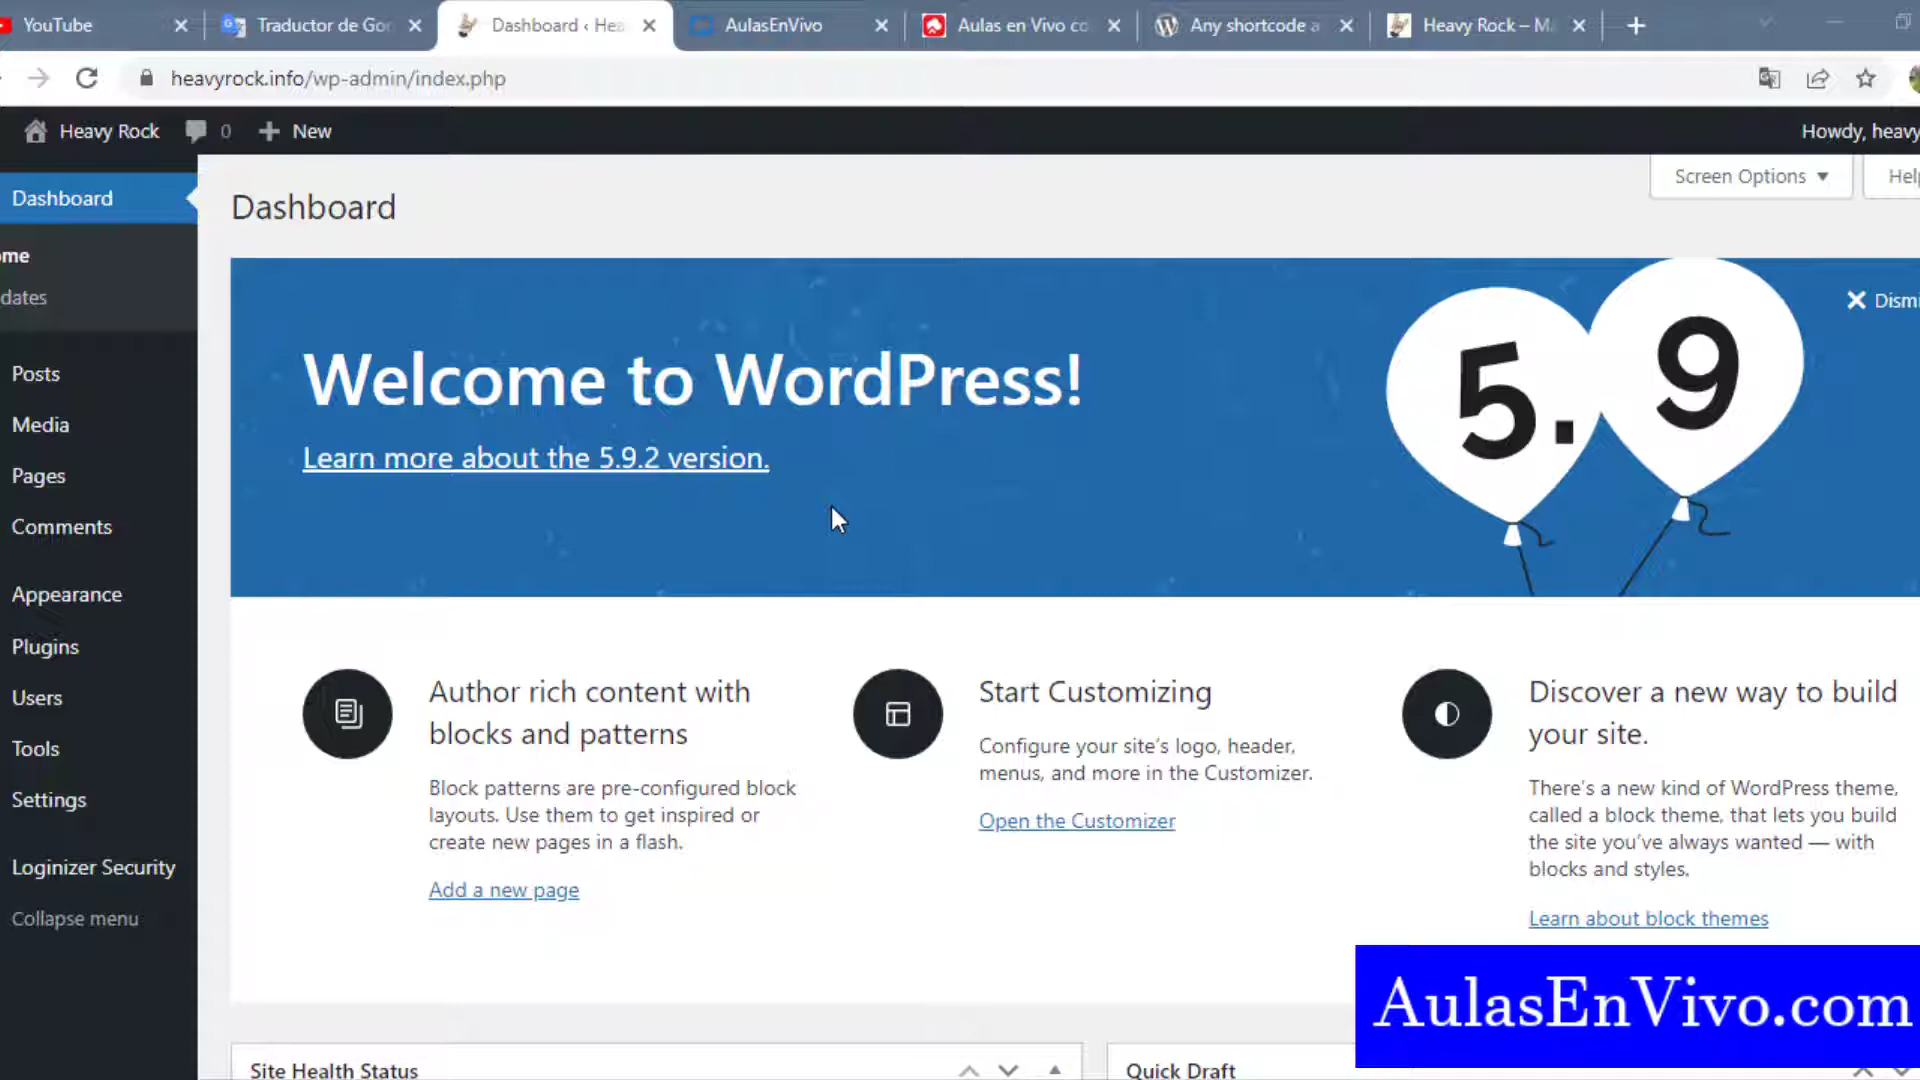 YouTube
Traductor de Goo
Dashboard ‹ Hea
AulasEnVivo
Aulas en Vivo co
Any shortcode a
Heavy Rock – Ma
heavyrock.info/wp-admin/index.php
Heavy Rock
0
New
Howdy, heavy
Dashboard
ome
dates
Posts
Media
Pages
Comments
Appearance
Plugins
Users
Tools
Settings
Loginizer Security
Collapse menu
Screen Options
Help
Dashboard
Dismi
Welcome to WordPress!
Learn more about the 5.9.2 version.
5.9
Author rich content with
blocks and patterns
Block patterns are pre-configured block
layouts. Use them to get inspired or
create new pages in a flash.
Add a new page
Start Customizing
Configure your site's logo, header,
menus, and more in the Customizer.
Open the Customizer
Discover a new way to build
your site.
There's a new kind of WordPress theme,
called a block theme, that lets you build
the site you've always wanted — with
blocks and styles.
Learn about block themes
AulasEnVivo.com
Site Health Status
Quick Draft